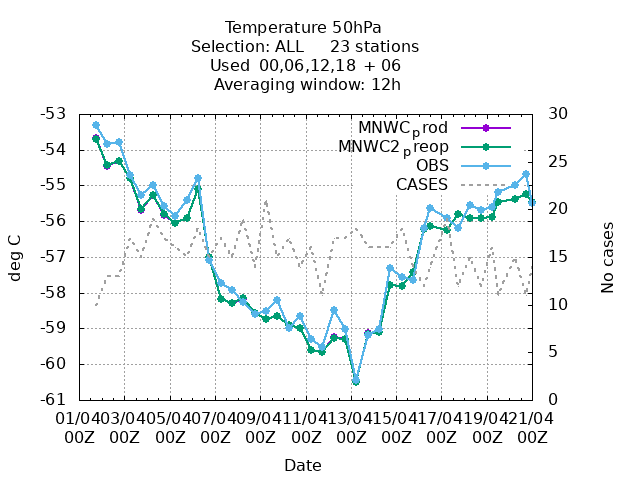 Temperature 50hPa
Selection: ALL 23 stations
Used 00,06,12,18 + 06
Averaging window: 12h
-53
-54
-55
-56
-57
-58
-59
-60
-61
deg C
30
25
20
15
10
5
0
No cases
MNWCprod
MNWC2preop
OBS
CASES
01/04 03/04 05/04 07/04 09/04 11/04 13/04 15/04 17/04 19/04 21/04
00Z 00Z 00Z 00Z 00Z 00Z 00Z 00Z 00Z 00Z 00Z
Date